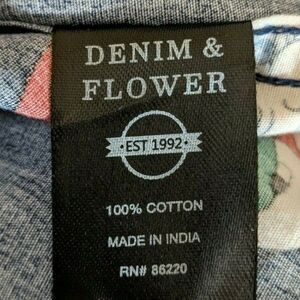 DENIM &
FLOWER
•EST 1992•
100% COTTON
MADE IN INDIA
RN# 86220